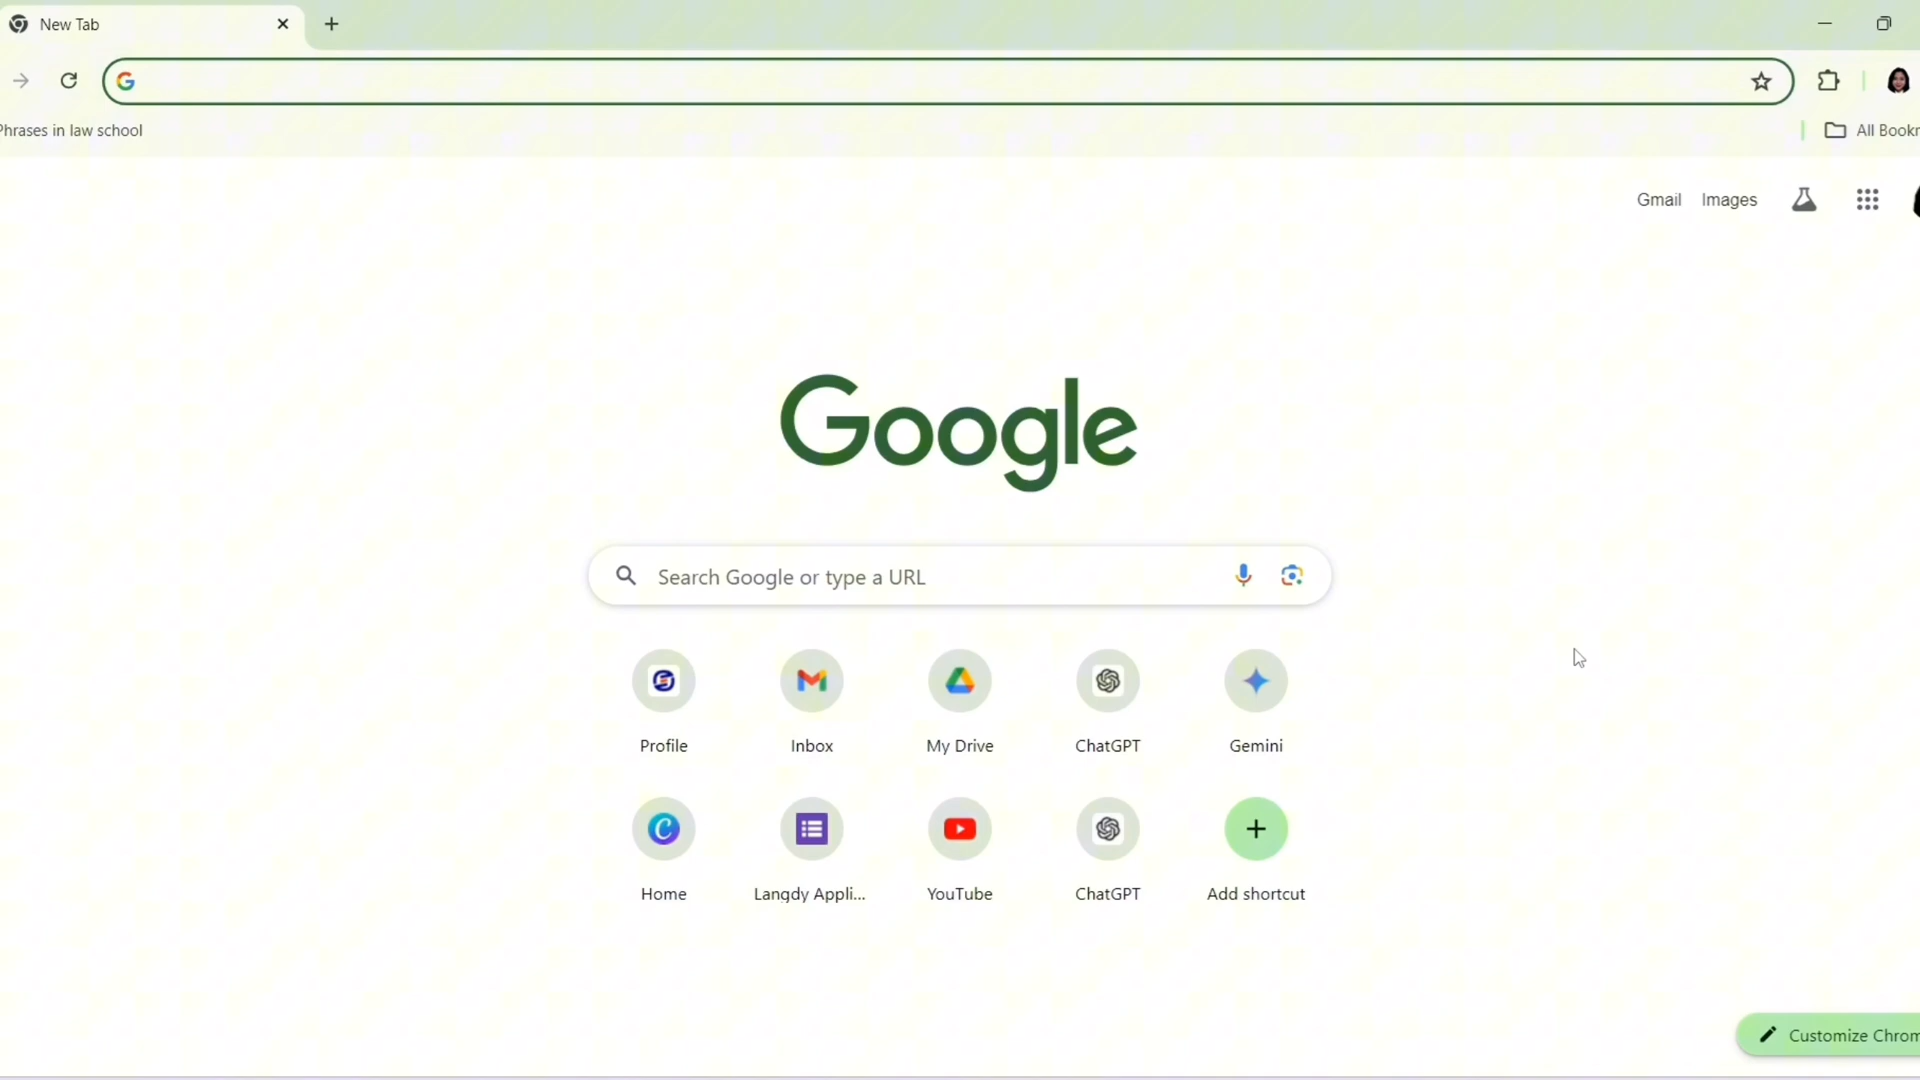 New Tab
Phrases in law school
All Bookr
Gmail Images
Google
Search Google or type a URL
Profile Inbox My Drive ChatGPT Gemini
Home Langdy Appli... YouTube ChatGPT Add shortcut
Customize Chrom